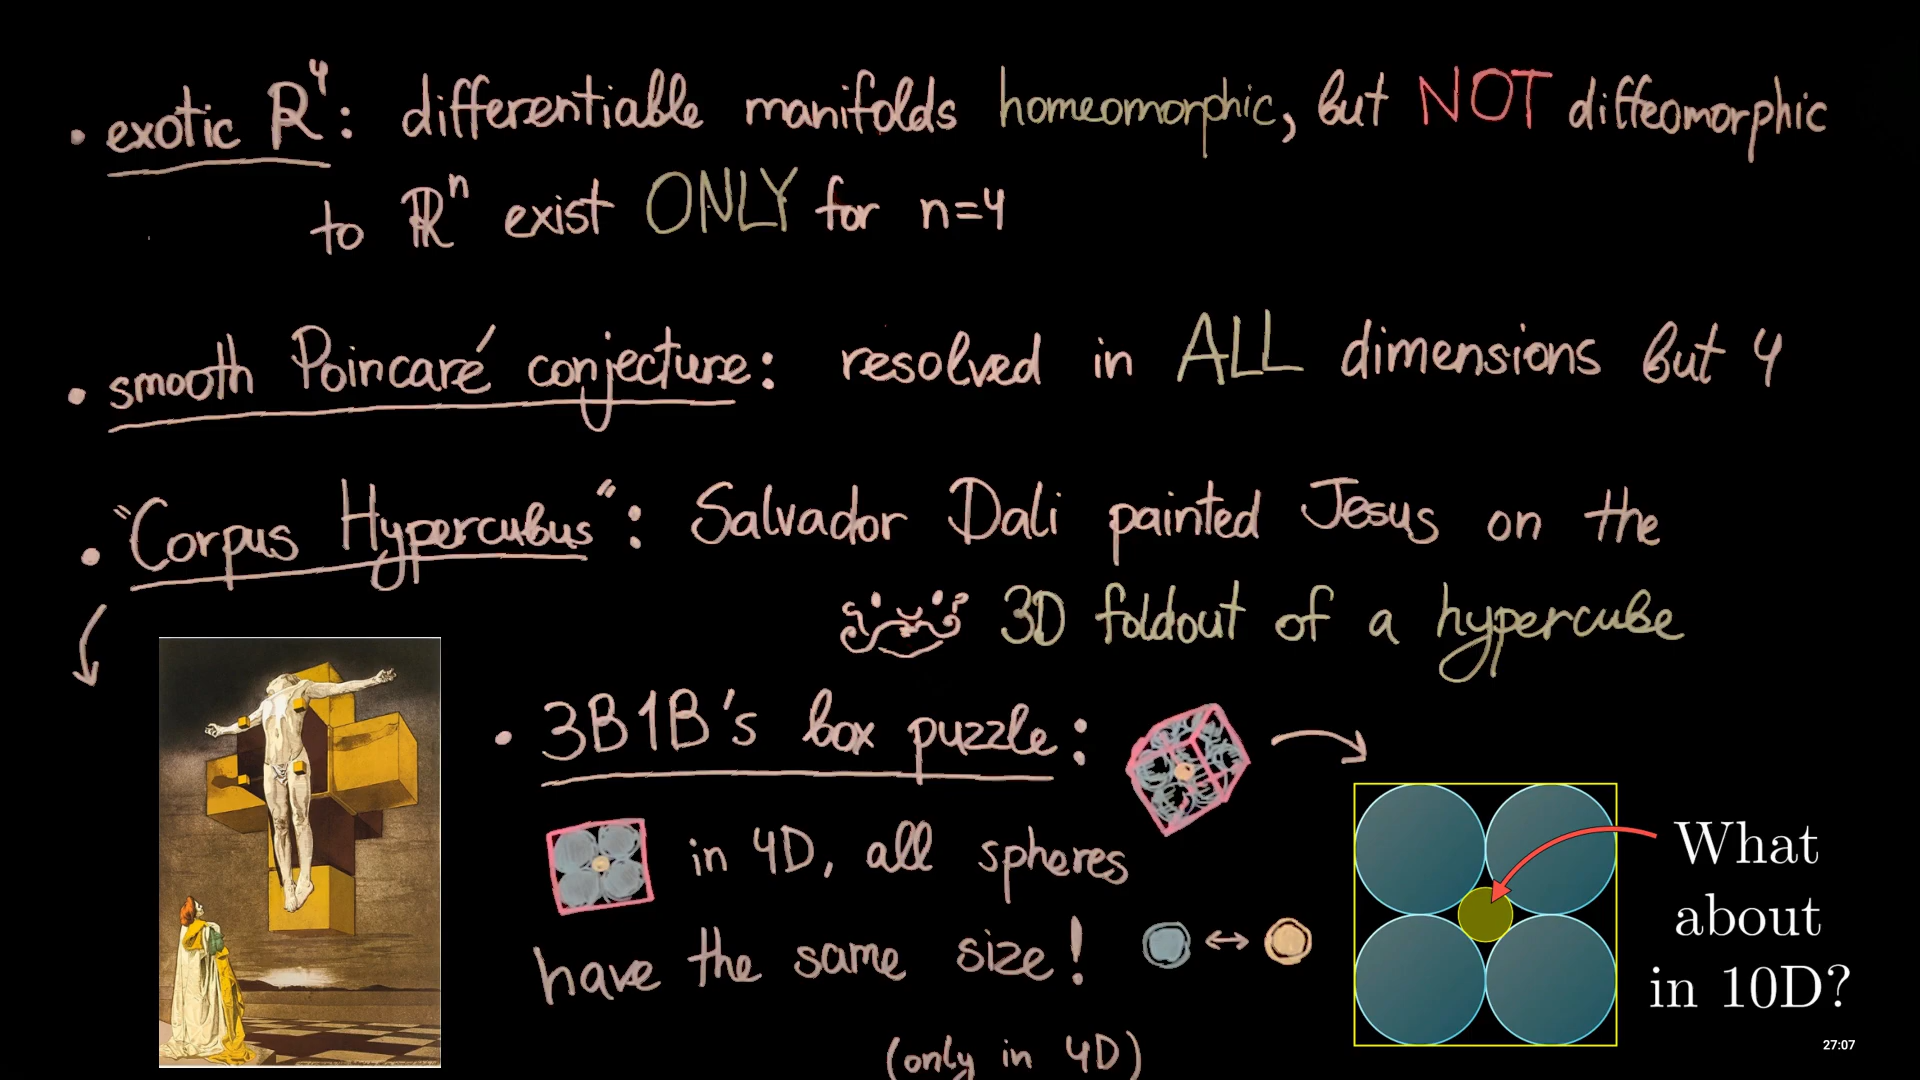 • exotic ℝ⁴: differentiable manifolds homeomorphic, but NOT diffeomorphic
to ℝⁿ exist ONLY for n=4
• smooth Poincaré conjecture: resolved in ALL dimensions but 4
• "Corpus Hypercubus": Salvador Dali painted Jesus on the
3D foldout of a hypercube
• 3B1B's box puzzle:
in 4D, all spheres
have the same size!
(only in 4D)
What
about
in 10D?
27:07